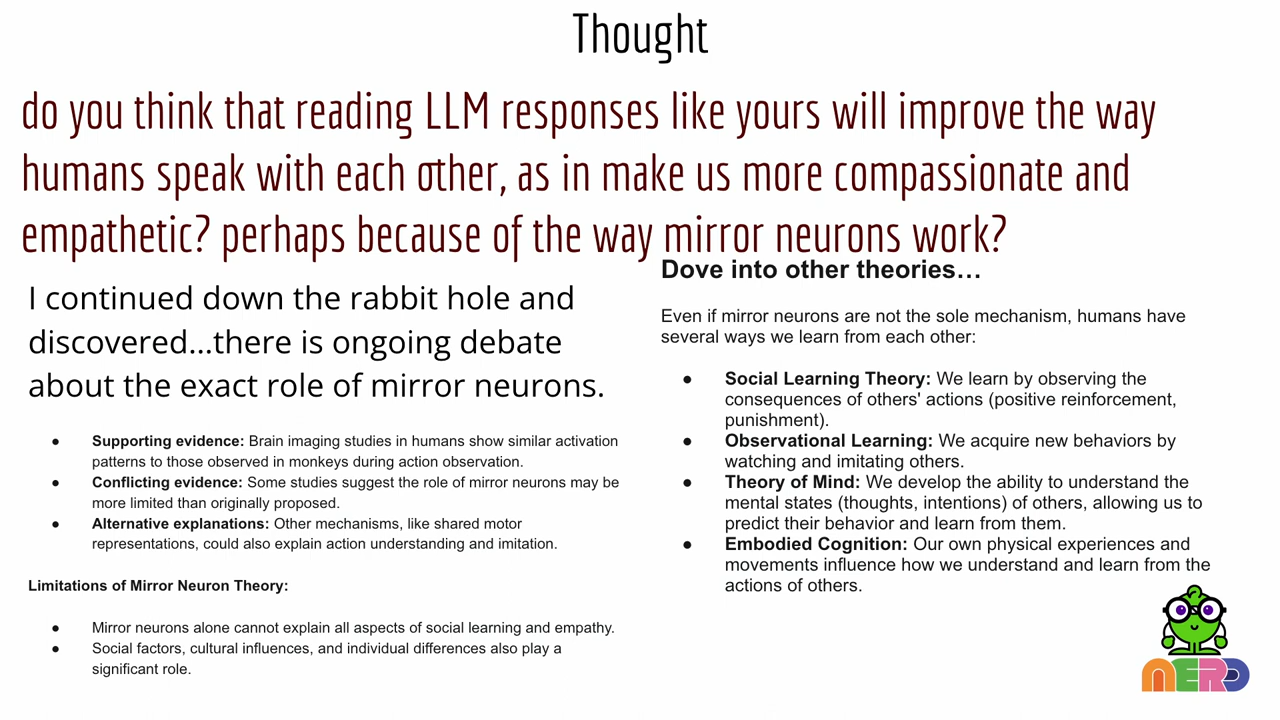 Thought
do you think that reading LLM responses like yours will improve the way
humans speak with each other, as in make us more compassionate and
empathetic? perhaps because of the way mirror neurons work?
I continued down the rabbit hole and
discovered...there is ongoing debate
about the exact role of mirror neurons.
● Supporting evidence: Brain imaging studies in humans show similar activation
patterns to those observed in monkeys during action observation.
● Conflicting evidence: Some studies suggest the role of mirror neurons may be
more limited than originally proposed.
● Alternative explanations: Other mechanisms, like shared motor
representations, could also explain action understanding and imitation.
Limitations of Mirror Neuron Theory:
● Mirror neurons alone cannot explain all aspects of social learning and empathy.
● Social factors, cultural influences, and individual differences also play a
significant role.
Dove into other theories…
Even if mirror neurons are not the sole mechanism, humans have
several ways we learn from each other:
● Social Learning Theory: We learn by observing the
consequences of others' actions (positive reinforcement,
punishment).
● Observational Learning: We acquire new behaviors by
watching and imitating others.
● Theory of Mind: We develop the ability to understand the
mental states (thoughts, intentions) of others, allowing us to
predict their behavior and learn from them.
● Embodied Cognition: Our own physical experiences and
movements influence how we understand and learn from the
actions of others.
NERD